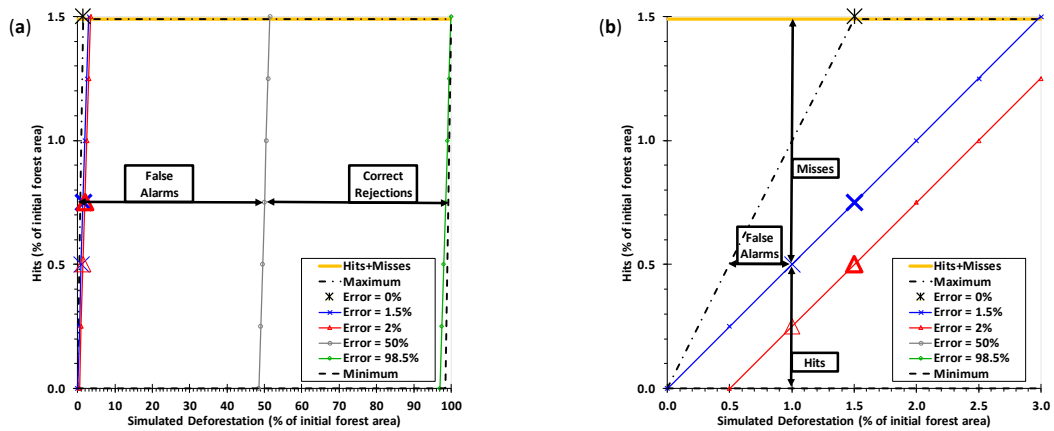 (a)
Hits (% of initial forest area)
1.5
1.0
0.5
0.0
False
Alarms
Correct
Rejections
Hits+Misses
Maximum
Error = 0%
Error = 1.5%
Error = 2%
Error = 50%
Error = 98.5%
Minimum
0 10 20 30 40 50 60 70 80 90 100
Simulated Deforestation (% of initial forest area)
(b)
Hits (% of initial forest area)
1.5
1.0
0.5
0.0
Misses
False
Alarms
Hits
Hits+Misses
Maximum
Error = 0%
Error = 1.5%
Error = 2%
Error = 50%
Error = 98.5%
Minimum
0.0 0.5 1.0 1.5 2.0 2.5 3.0
Simulated Deforestation (% of initial forest area)